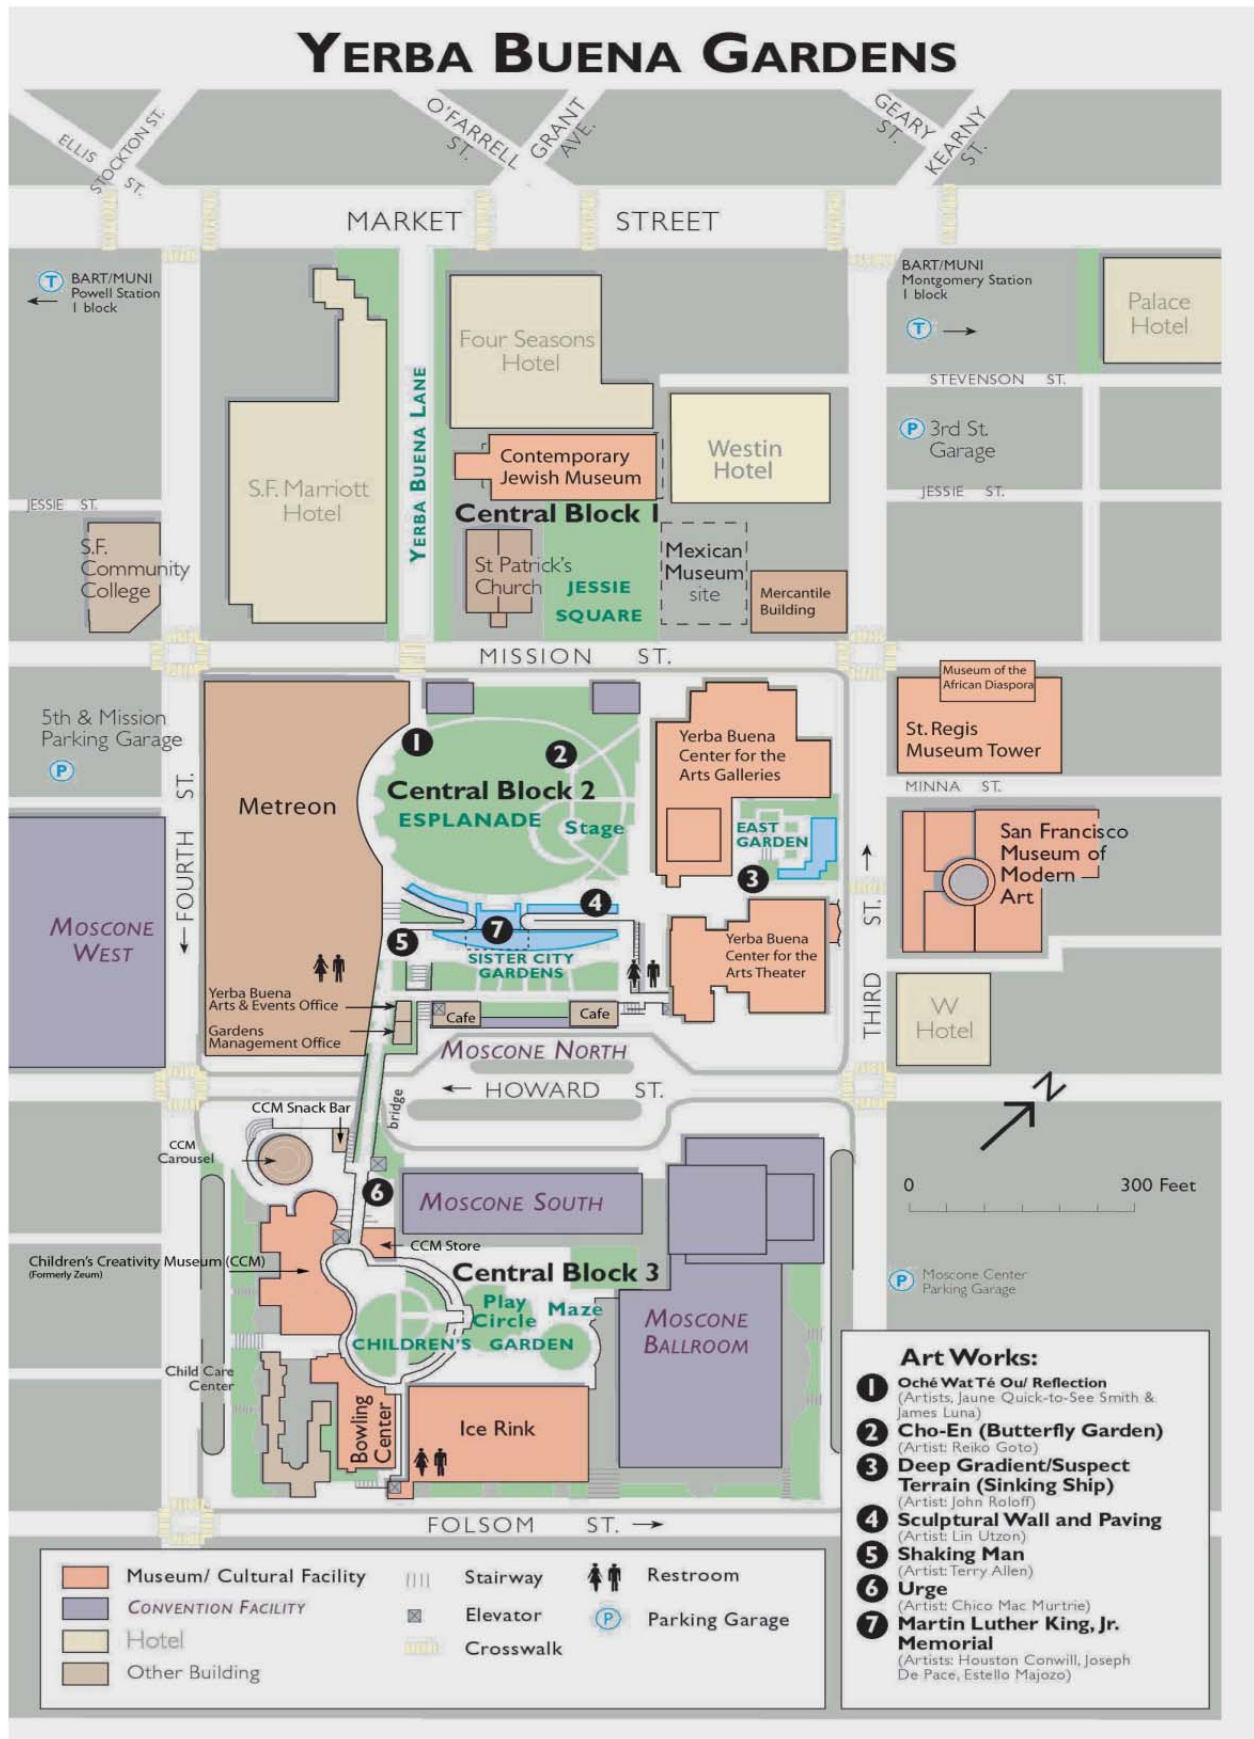 YERBA BUENA GARDENS
ELLIS
ST.
STOCKTON ST.
O'FARRELL
ST.
GRANT
AVE.
GEARY
ST.
KEARNY
ST.
MARKET STREET
T
BART/MUNI
Powell Station
1 block
BART/MUNI
Montgomery Station
1 block
T
Palace
Hotel
Four Seasons
Hotel
STEVENSON ST.
YERBA BUENA LANE
P
3rd St.
Garage
Contemporary
Jewish Museum
Westin
Hotel
S.F. Marriott
Hotel
JESSIE ST.
JESSIE ST.
Central Block 1
S.F.
Community
College
St Patrick's
Church
JESSIE
SQUARE
Mexican
Museum
site
Mercantile
Building
MISSION ST.
Museum of the
African Diaspora
St. Regis
Museum Tower
5th & Mission
Parking Garage
P
1
2
Yerba Buena
Center for the
Arts Galleries
MINNA ST.
Metreon
Central Block 2
ESPLANADE
Stage
EAST
GARDEN
San Francisco
Museum of
Modern
Art
FOURTH ST.
3
4
MOSCONE
WEST
5
7
SISTER CITY
GARDENS
Yerba Buena
Center for the
Arts Theater
THIRD ST.
Yerba Buena
Arts & Events Office
Gardens
Management Office
Cafe
Cafe
W
Hotel
MOSCONE NORTH
HOWARD ST.
bridge
N
CCM Snack Bar
CCM
Carousel
6
MOSCONE SOUTH
0
300 Feet
CCM Store
Children's Creativity Museum (CCM)
(Formerly Zeum)
Central Block 3
P
Moscone Center
Parking Garage
Play
Circle
Maze
MOSCONE
BALLROOM
CHILDREN'S GARDEN
Child Care
Center
Bowling
Center
Ice Rink
FOLSOM ST.
Art Works:
1
Oché Wat Té Ou/ Reflection
(Artists, Jaune Quick-to-See Smith &
James Luna)
2
Cho-En (Butterfly Garden)
(Artist: Reiko Goto)
3
Deep Gradient/Suspect
Terrain (Sinking Ship)
(Artist: John Roloff)
4
Sculptural Wall and Paving
(Artist: Lin Utzon)
5
Shaking Man
(Artist: Terry Allen)
6
Urge
(Artist: Chico Mac Murtrie)
7
Martin Luther King, Jr.
Memorial
(Artists: Houston Conwill, Joseph
De Pace, Estello Majozo)
Museum/ Cultural Facility
CONVENTION FACILITY
Hotel
Other Building
Stairway
Elevator
Crosswalk
Restroom
P
Parking Garage